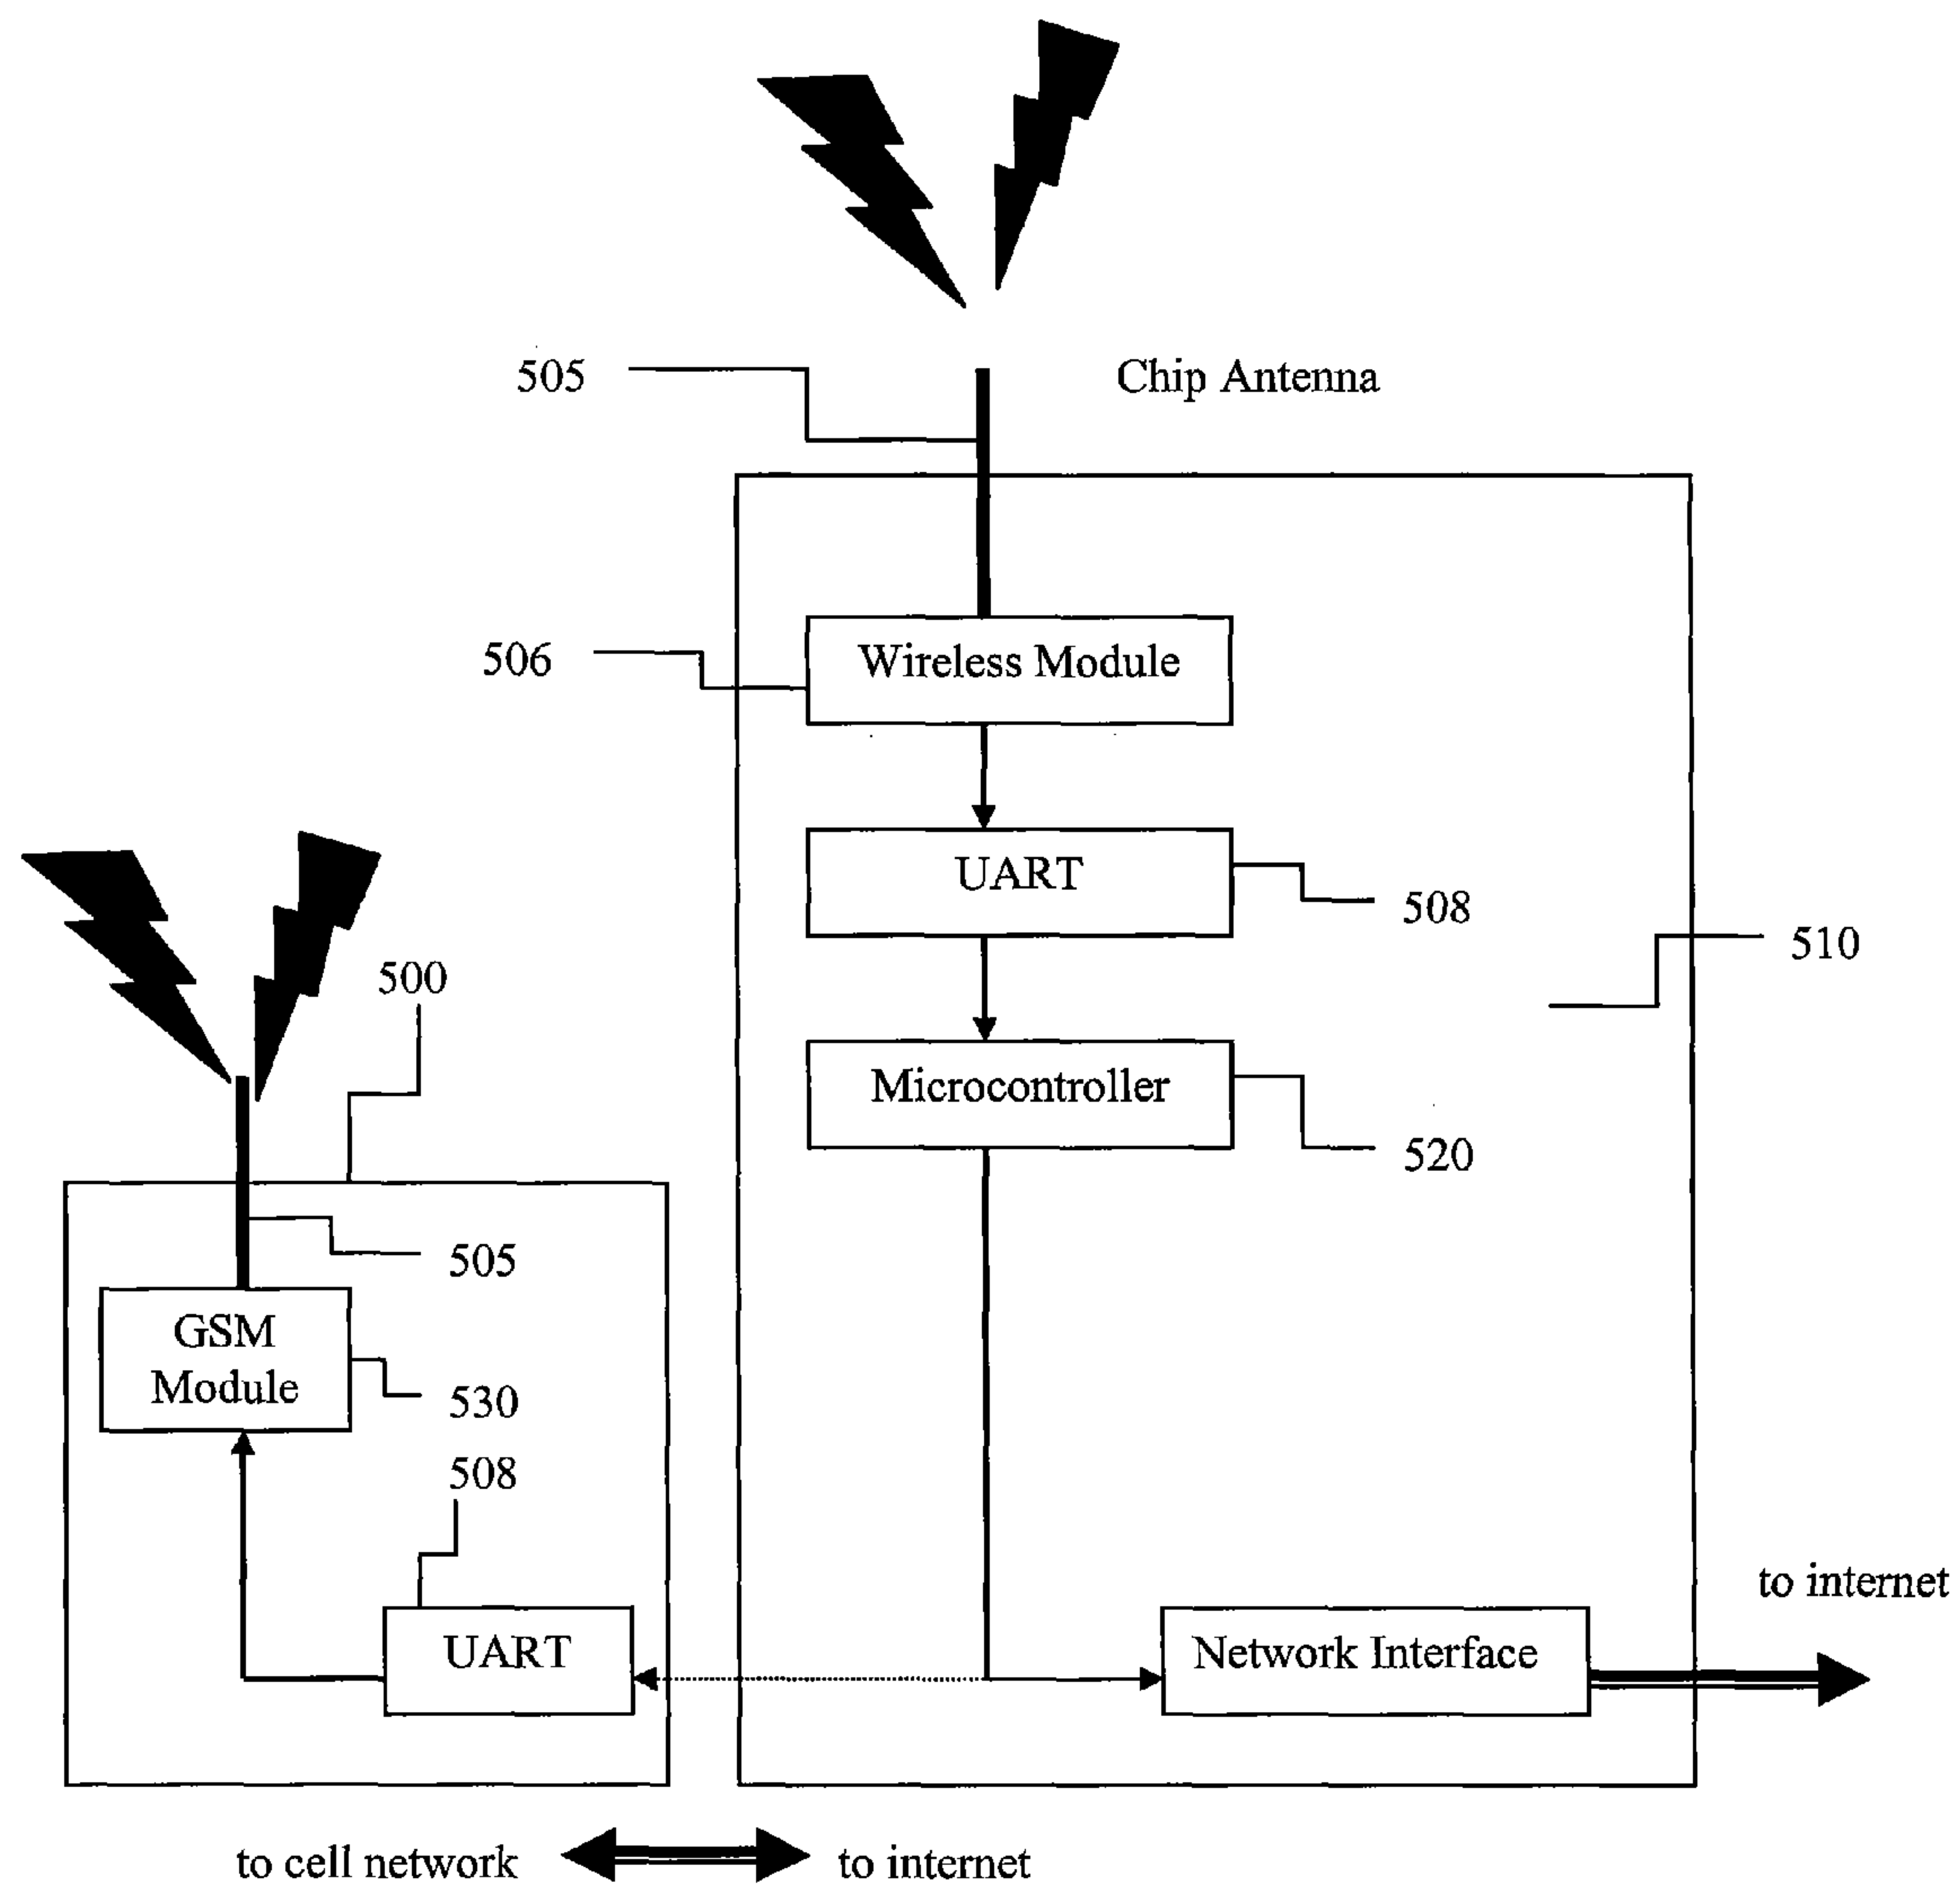 505
Chip Antenna
506
Wireless Module
UART
508
510
500
Microcontroller
520
505
GSM
Module
530
508
to internet
UART
Network Interface
to cell network
to internet